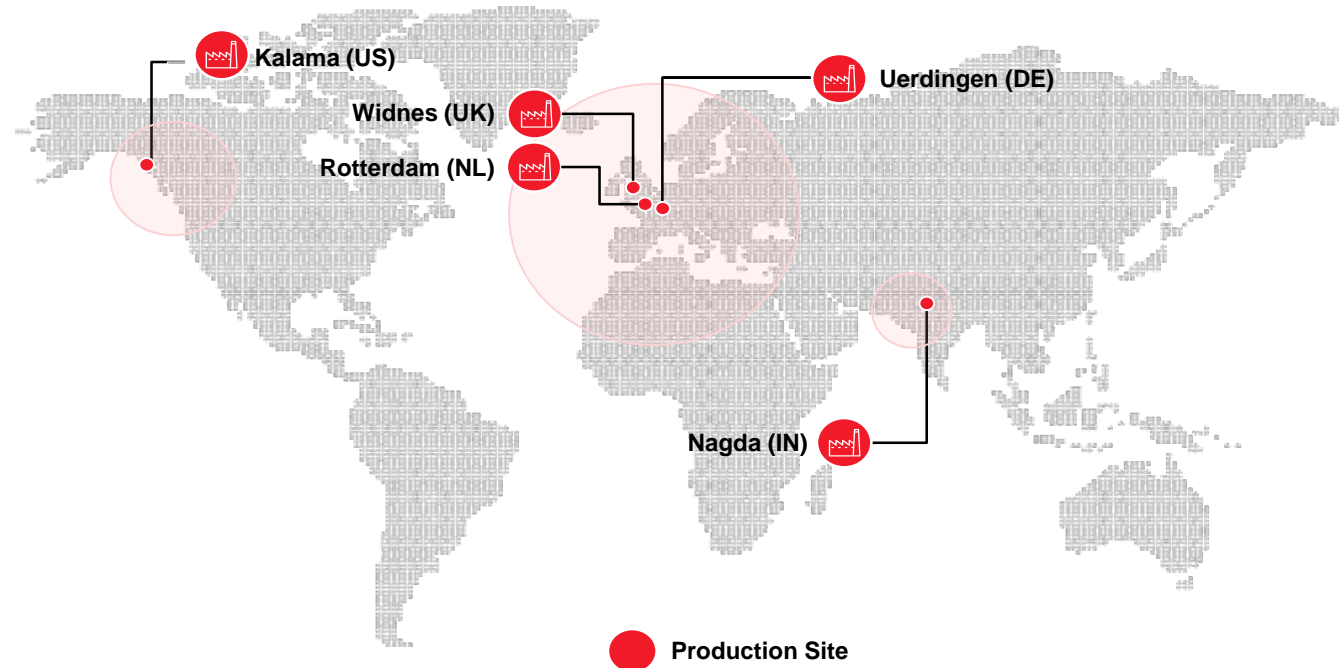 Kalama (US)
Uerdingen (DE)
Widnes (UK)
Rotterdam (NL)
Nagda (IN)
Production Site